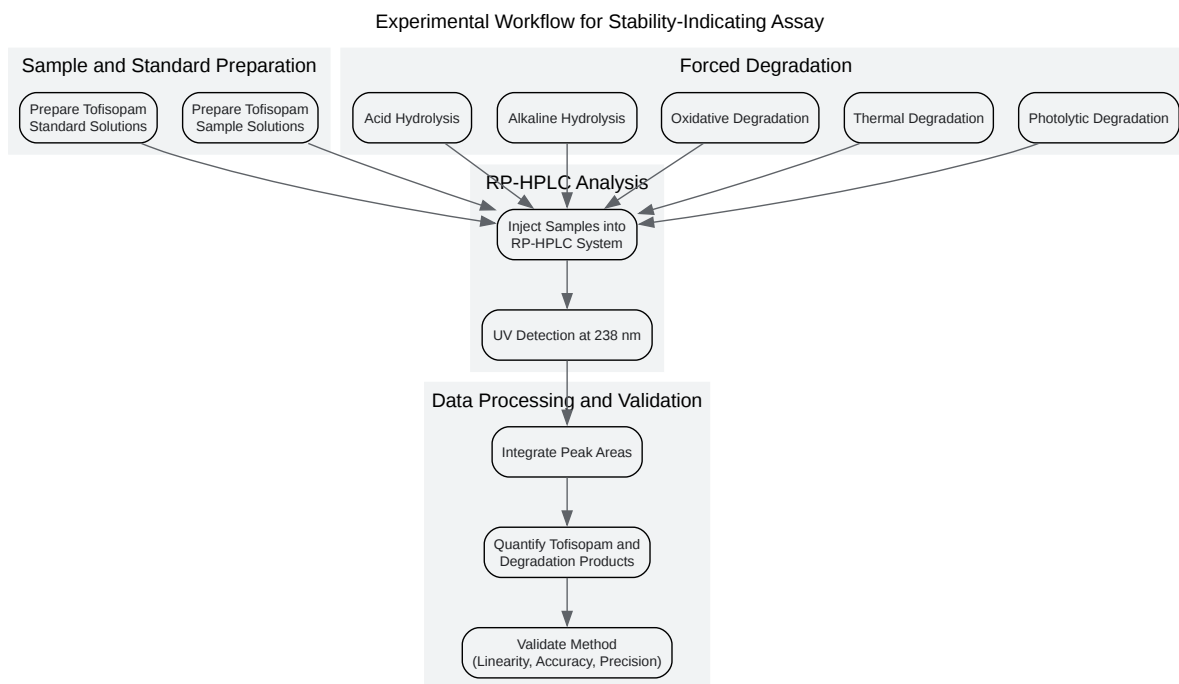 Experimental Workflow for Stability-Indicating Assay
Sample and Standard Preparation
Prepare Tofisopam
Standard Solutions
Prepare Tofisopam
Sample Solutions
Forced Degradation
Acid Hydrolysis
Alkaline Hydrolysis
Oxidative Degradation
Thermal Degradation
Photolytic Degradation
RP-HPLC Analysis
Inject Samples into
RP-HPLC System
UV Detection at 238 nm
Data Processing and Validation
Integrate Peak Areas
Quantify Tofisopam and
Degradation Products
Validate Method
(Linearity, Accuracy, Precision)